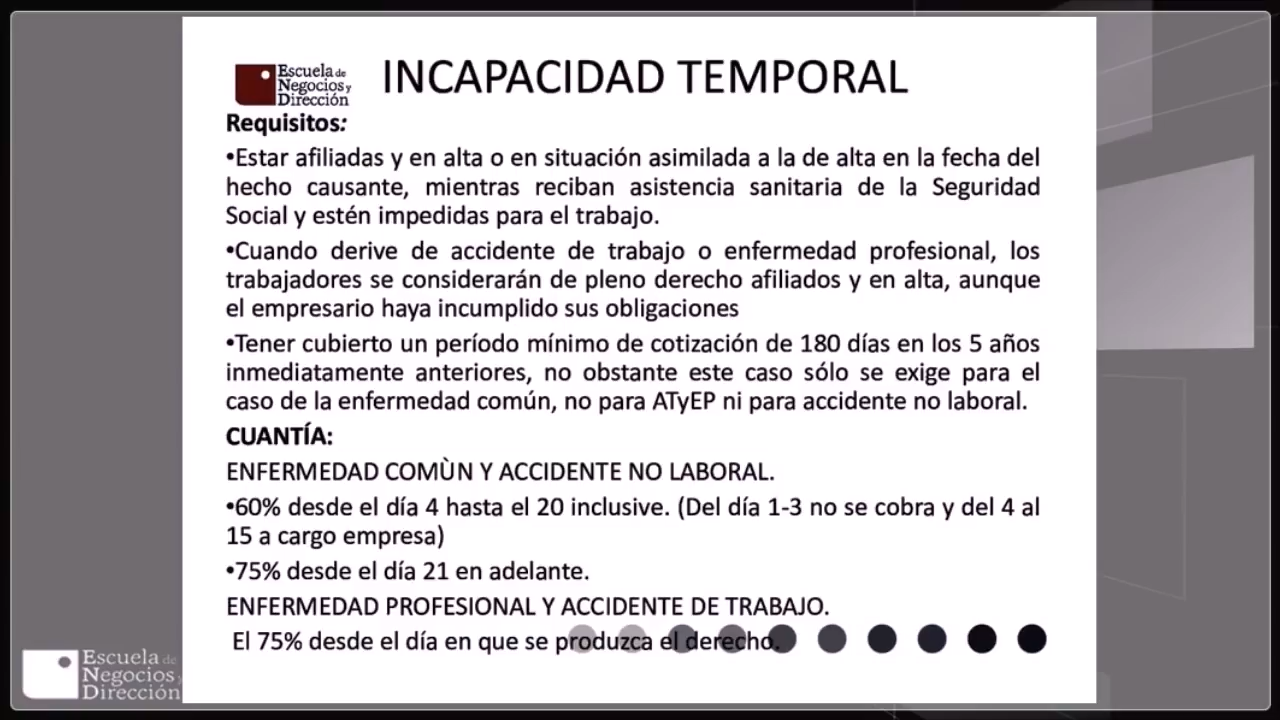 Escuela de
Negocios y
Dirección
INCAPACIDAD TEMPORAL
Requisitos:
•Estar afiliadas y en alta o en situación asimilada a la de alta en la fecha del
hecho causante, mientras reciban asistencia sanitaria de la Seguridad
Social y estén impedidas para el trabajo.
•Cuando derive de accidente de trabajo o enfermedad profesional, los
trabajadores se considerarán de pleno derecho afiliados y en alta, aunque
el empresario haya incumplido sus obligaciones
•Tener cubierto un período mínimo de cotización de 180 días en los 5 años
inmediatamente anteriores, no obstante este caso sólo se exige para el
caso de la enfermedad común, no para ATyEP ni para accidente no laboral.
CUANTÍA:
ENFERMEDAD COMÙN Y ACCIDENTE NO LABORAL.
•60% desde el día 4 hasta el 20 inclusive. (Del día 1-3 no se cobra y del 4 al
15 a cargo empresa)
•75% desde el día 21 en adelante.
ENFERMEDAD PROFESIONAL Y ACCIDENTE DE TRABAJO.
El 75% desde el día en que se produzca el derecho.
Escuela de
Negocios y
Dirección